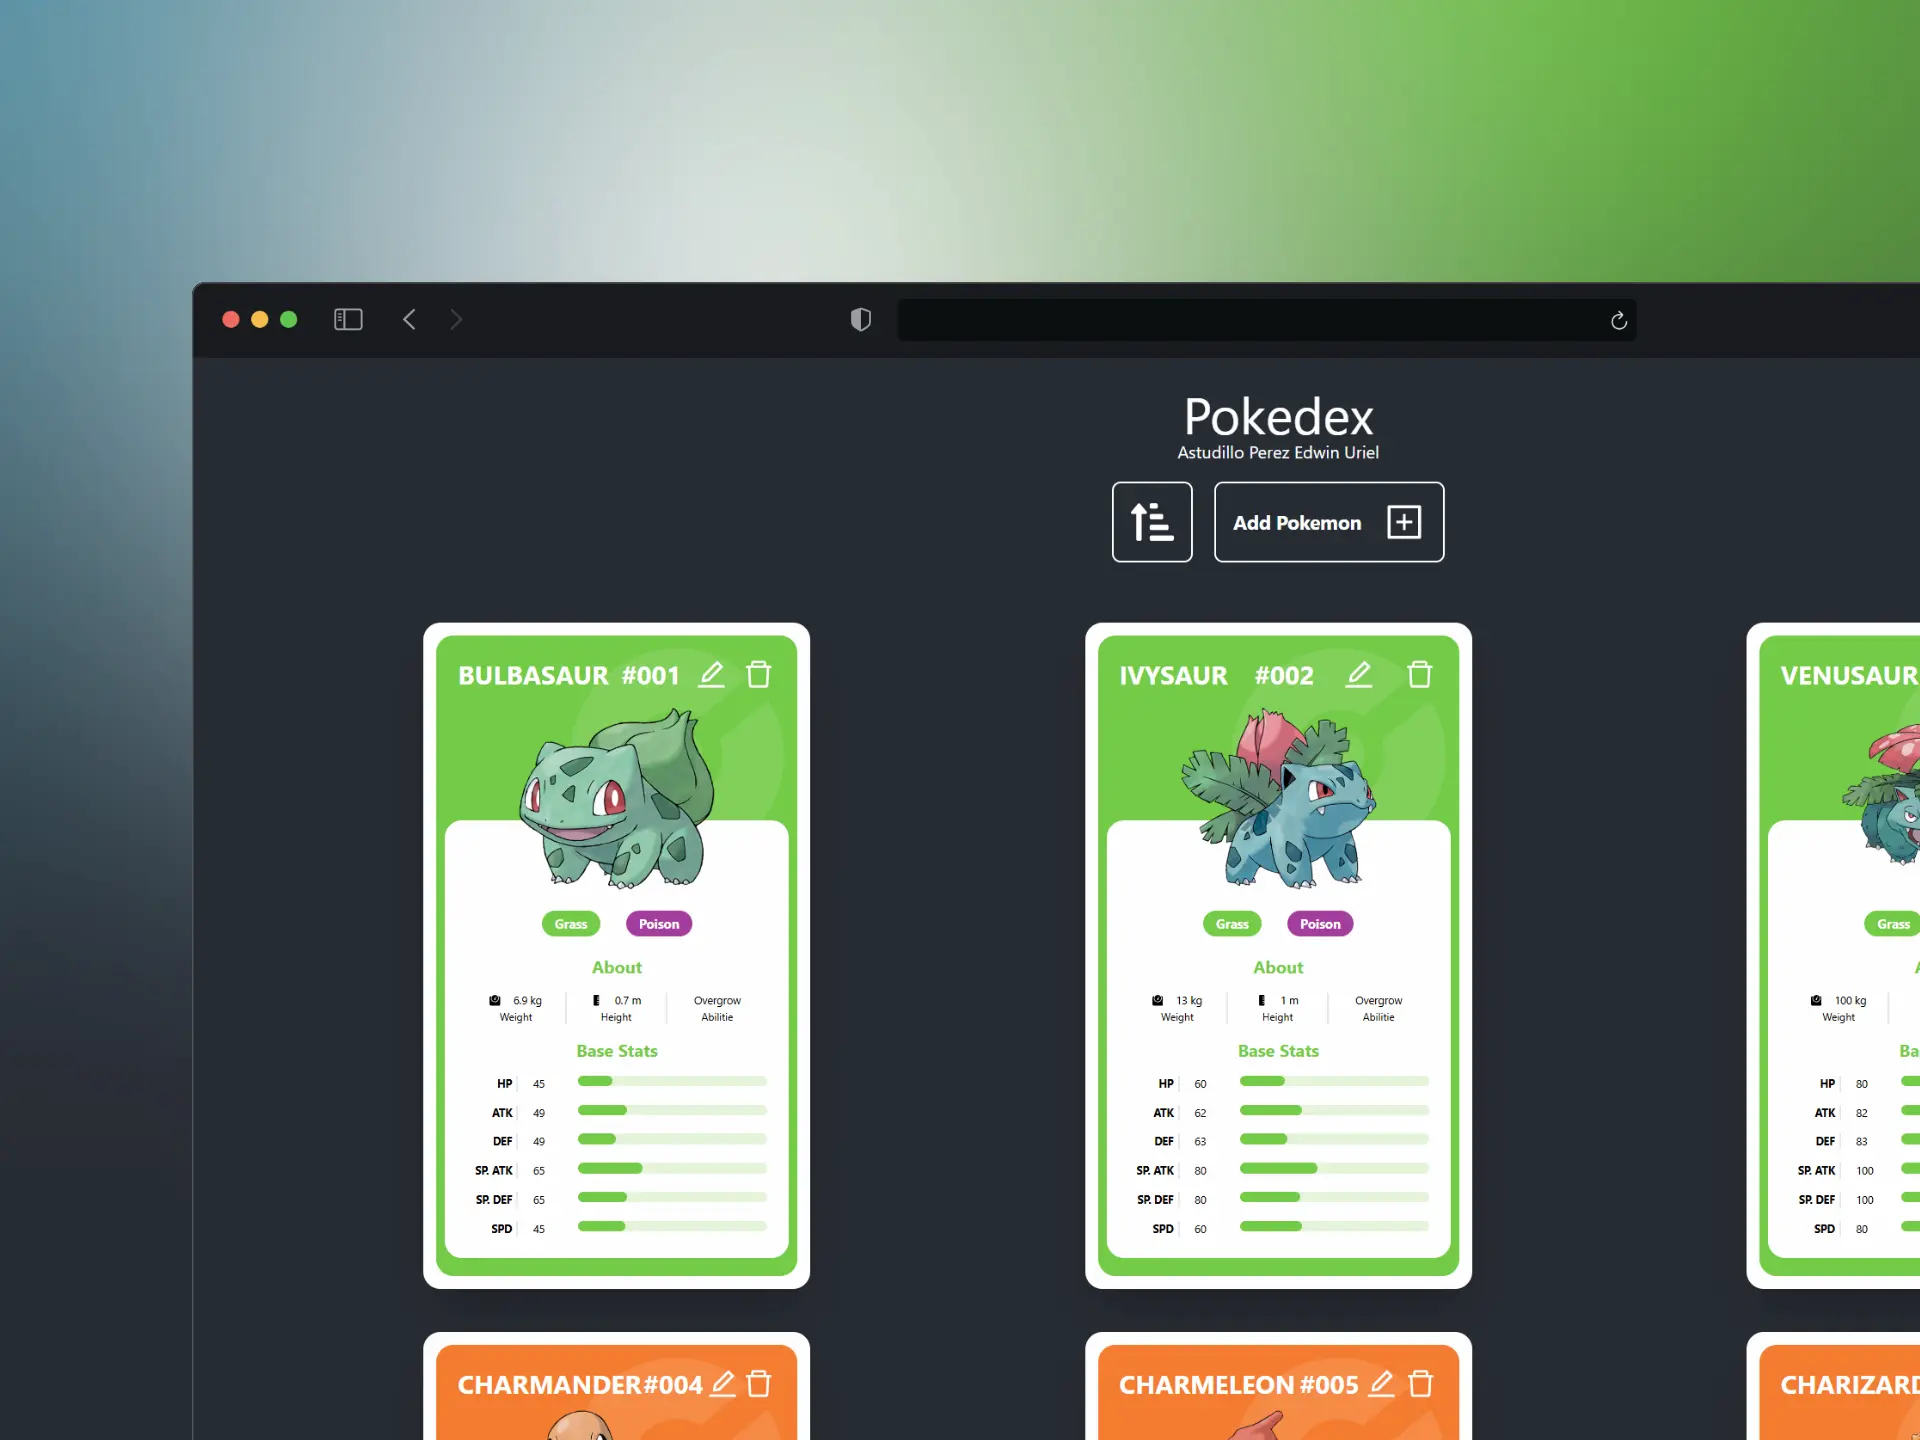 Pokedex
Astudillo Perez Edwin Uriel
Add Pokemon
BULBASAUR #001
Grass Poison
About
6.9 kg 0.7 m Overgrow
Weight Height Abilitie
Base Stats
HP 45
ATK 49
DEF 49
SP. ATK 65
SP. DEF 65
SPD 45
IVYSAUR #002
Grass Poison
About
13 kg 1 m Overgrow
Weight Height Abilitie
Base Stats
HP 60
ATK 62
DEF 63
SP. ATK 80
SP. DEF 80
SPD 60
VENUSAUR
Grass
A
100 kg
Weight
Ba
HP 80
ATK 82
DEF 83
SP. ATK 100
SP. DEF 100
SPD 80
CHARMANDER #004
CHARMELEON #005
CHARIZARD